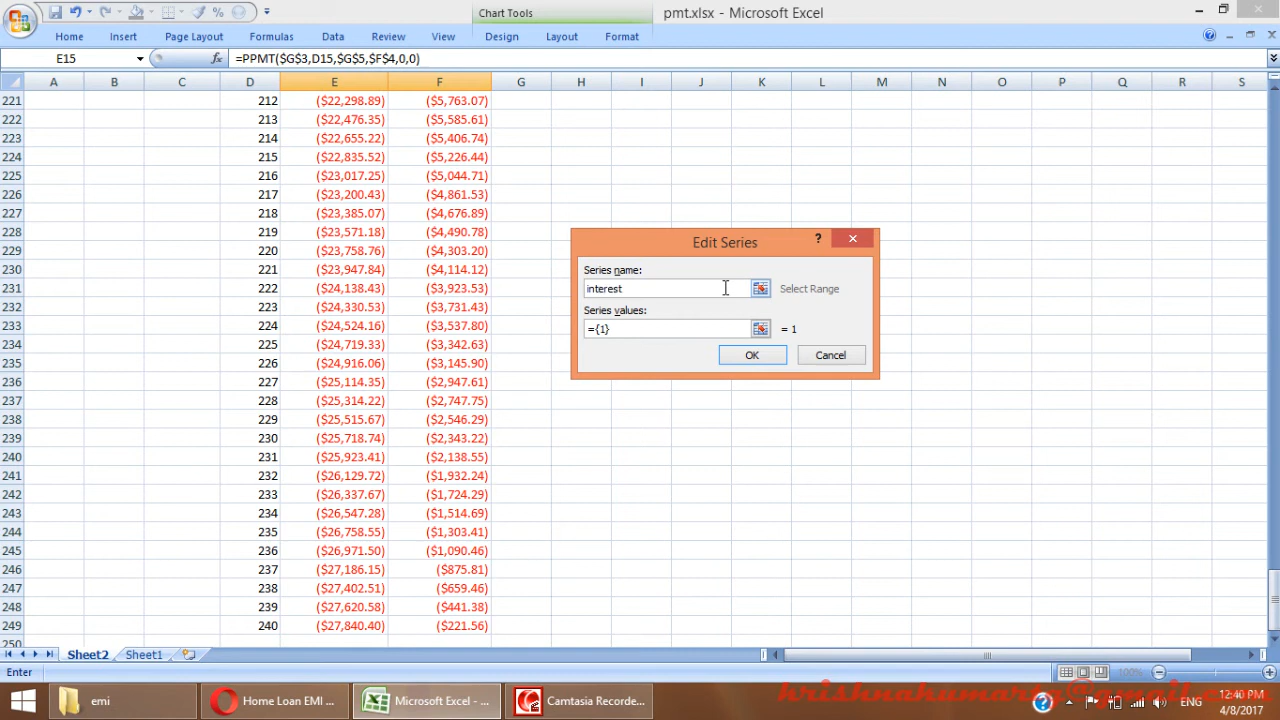 Chart Tools
pmt.xlsx - Microsoft Excel
Home Insert Page Layout Formulas Data Review View Design Layout Format
E15 fx =PPMT($G$3,D15,$G$5,$F$4,0,0)
A B C D E F G H I J K L M N O P Q R S
221 212 ($22,298.89) ($5,763.07)
222 213 ($22,476.35) ($5,585.61)
223 214 ($22,655.22) ($5,406.74)
224 215 ($22,835.52) ($5,226.44)
225 216 ($23,017.25) ($5,044.71)
226 217 ($23,200.43) ($4,861.53)
227 218 ($23,385.07) ($4,676.89)
228 219 ($23,571.18) ($4,490.78)
229 220 ($23,758.76) ($4,303.20)
230 221 ($23,947.84) ($4,114.12)
231 222 ($24,138.43) ($3,923.53)
232 223 ($24,330.53) ($3,731.43)
233 224 ($24,524.16) ($3,537.80)
234 225 ($24,719.33) ($3,342.63)
235 226 ($24,916.06) ($3,145.90)
236 227 ($25,114.35) ($2,947.61)
237 228 ($25,314.22) ($2,747.75)
238 229 ($25,515.67) ($2,546.29)
239 230 ($25,718.74) ($2,343.22)
240 231 ($25,923.41) ($2,138.55)
241 232 ($26,129.72) ($1,932.24)
242 233 ($26,337.67) ($1,724.29)
243 234 ($26,547.28) ($1,514.69)
244 235 ($26,758.55) ($1,303.41)
245 236 ($26,971.50) ($1,090.46)
246 237 ($27,186.15) ($875.81)
247 238 ($27,402.51) ($659.46)
248 239 ($27,620.58) ($441.38)
249 240 ($27,840.40) ($221.56)
250
Edit Series ?
Series name:
interest Select Range
Series values:
={1} = 1
OK Cancel
Sheet2 Sheet1
Enter 100%
emi Home Loan EMI ... Microsoft Excel - ... Camtasia Recorde... ENG 12:40 PM
4/8/2017